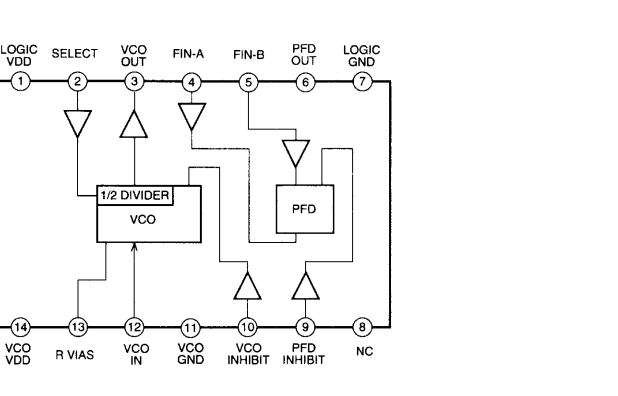 LOGIC
VDD
SELECT
VCO
OUT
FIN-A
FIN-B
PFD
OUT
LOGIC
GND
1
2
3
4
5
6
7
1/2 DIVIDER
VCO
PFD
14
13
12
11
10
9
8
VCO
VDD
R VIAS
VCO
IN
VCO
GND
VCO
INHIBIT
PFD
INHIBIT
NC